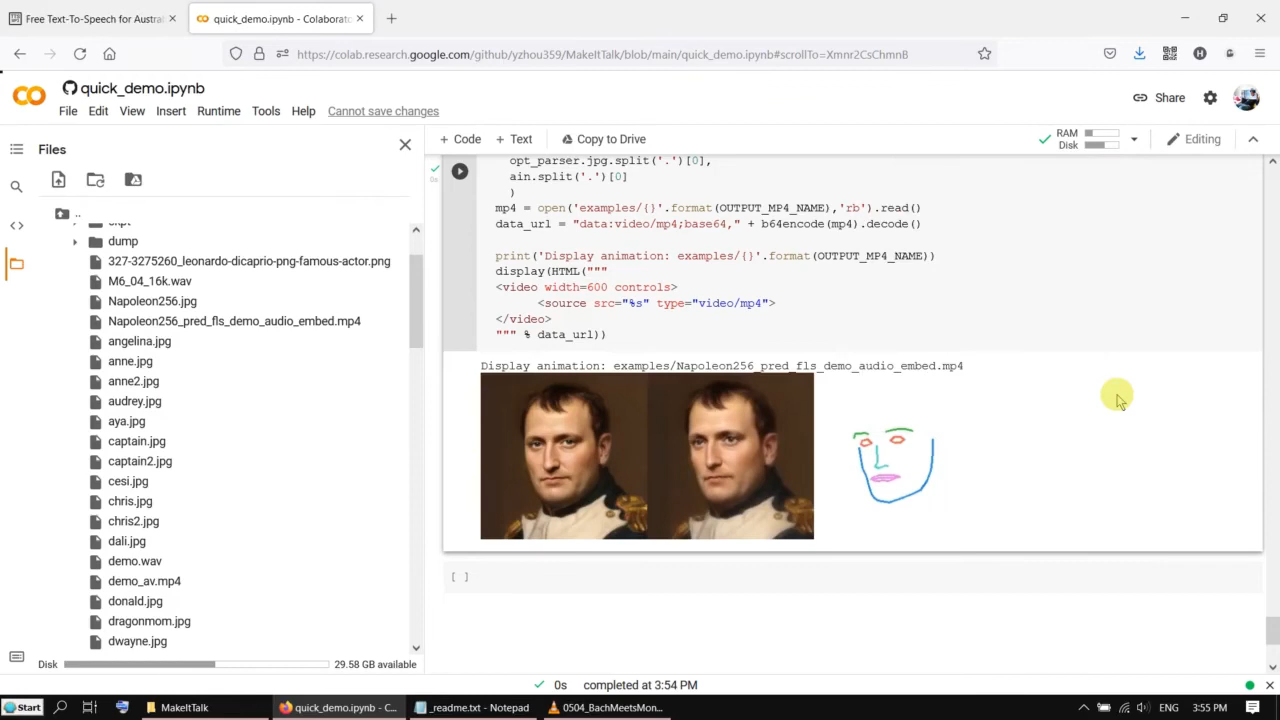 Free Text-To-Speech for Austral
quick_demo.ipynb - Colaborato
https://colab.research.google.com/github/yzhou359/MakeItTalk/blob/main/quick_demo.ipynb#scrollTo=Xmnr2CsChmnB
quick_demo.ipynb
File Edit View Insert Runtime Tools Help Cannot save changes
Share
Files
+ Code + Text Copy to Drive
RAM
Disk
Editing
..
ckpt
dump
327-3275260_leonardo-dicaprio-png-famous-actor.png
M6_04_16k.wav
Napoleon256.jpg
Napoleon256_pred_fls_demo_audio_embed.mp4
angelina.jpg
anne.jpg
anne2.jpg
audrey.jpg
aya.jpg
captain.jpg
captain2.jpg
cesi.jpg
chris.jpg
chris2.jpg
dali.jpg
demo.wav
demo_av.mp4
donald.jpg
dragonmom.jpg
dwayne.jpg
Disk 29.58 GB available
0s
opt_parser.jpg.split('.')[0],
ain.split('.')[0]
)
mp4 = open('examples/{}'.format(OUTPUT_MP4_NAME),'rb').read()
data_url = "data:video/mp4;base64," + b64encode(mp4).decode()
print('Display animation: examples/{}'.format(OUTPUT_MP4_NAME))
display(HTML("""
<video width=600 controls>
<source src="%s" type="video/mp4">
</video>
""" % data_url))
Display animation: examples/Napoleon256_pred_fls_demo_audio_embed.mp4
[ ]
0s completed at 3:54 PM
Start
MakeItTalk
quick_demo.ipynb - C...
_readme.txt - Notepad
0504_BachMeetsMon...
ENG
3:55 PM